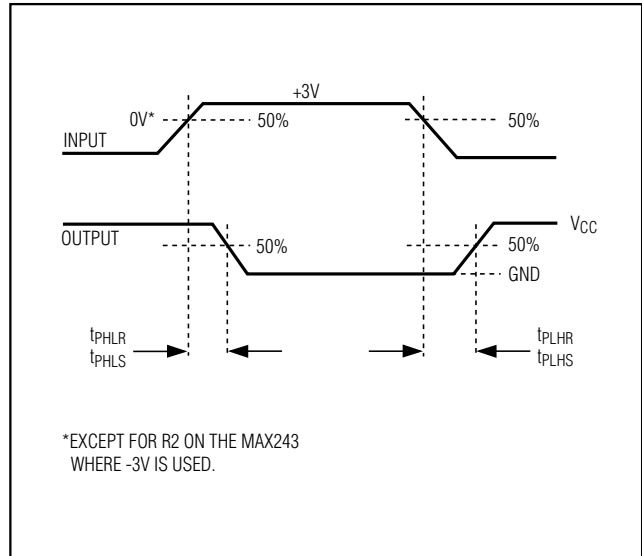 +3V
0V*
50%
50%
INPUT
OUTPUT
VCC
50%
50%
GND
tPHLR
tPHLS
tPLHR
tPLHS
*EXCEPT FOR R2 ON THE MAX243
WHERE -3V IS USED.